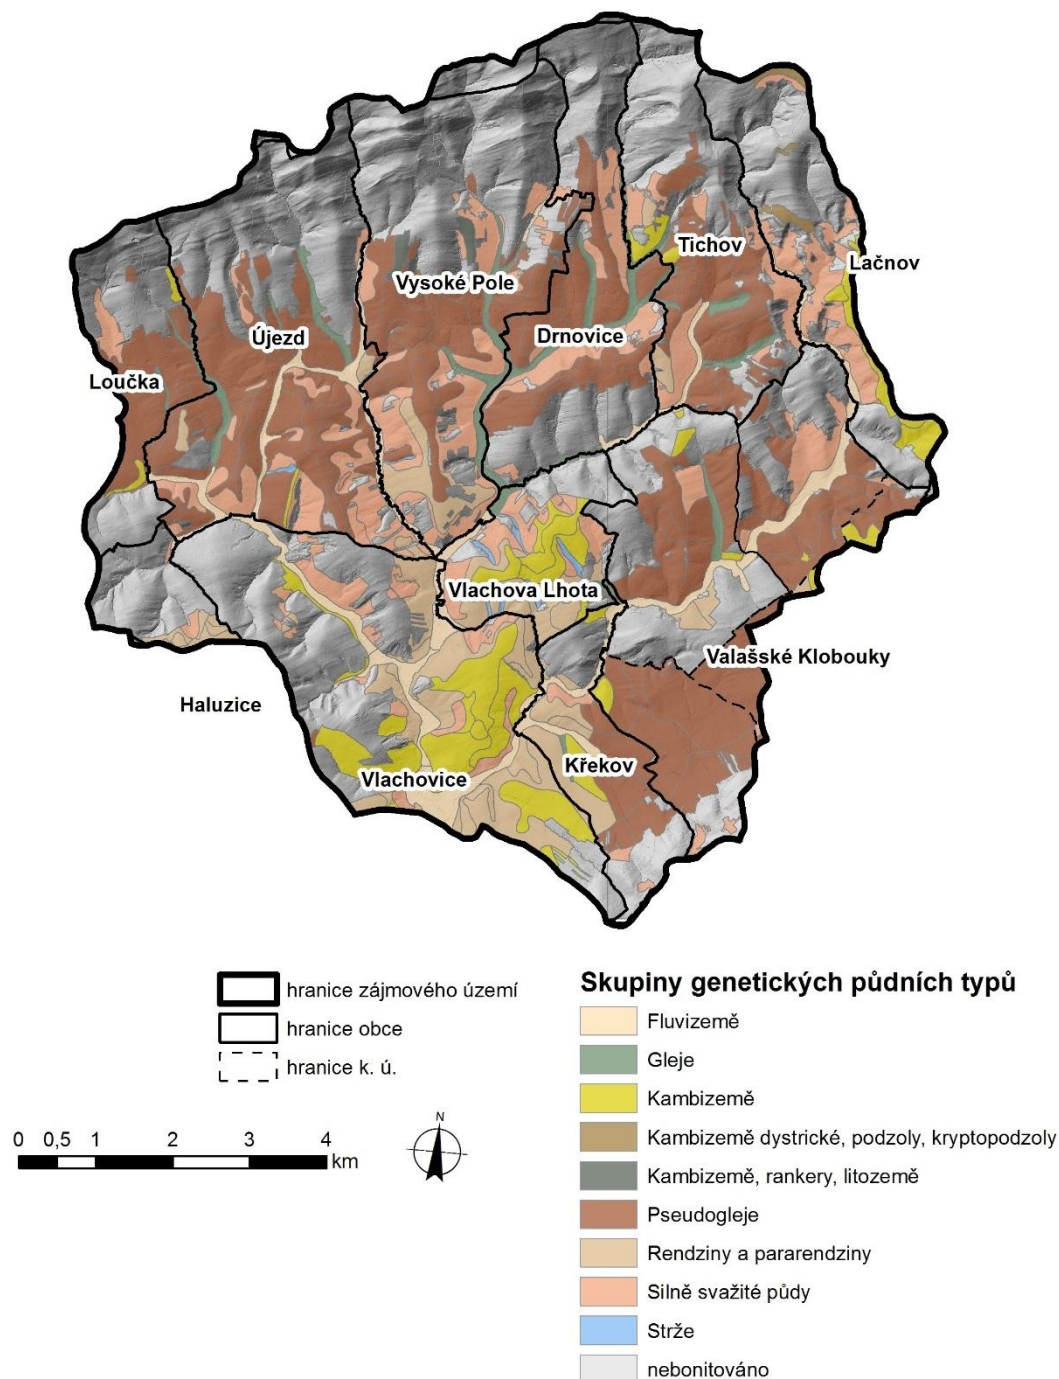 Tichov
Lačnov
Vysoké Pole
Drnovice
Újezd
Loučka
Vlachova Lhota
Valašské Klobouky
Haluzice
Křekov
Vlachovice
hranice zájmového území
hranice obce
hranice k. ú.
0 0,5 1 2 3 4
km
N
Skupiny genetických půdních typů
Fluvizemě
Gleje
Kambizemě
Kambizemě dystrické, podzoly, kryptopodzoly
Kambizemě, rankery, litozemě
Pseudogleje
Rendziny a pararendziny
Silně svažité půdy
Strže
nebonitováno